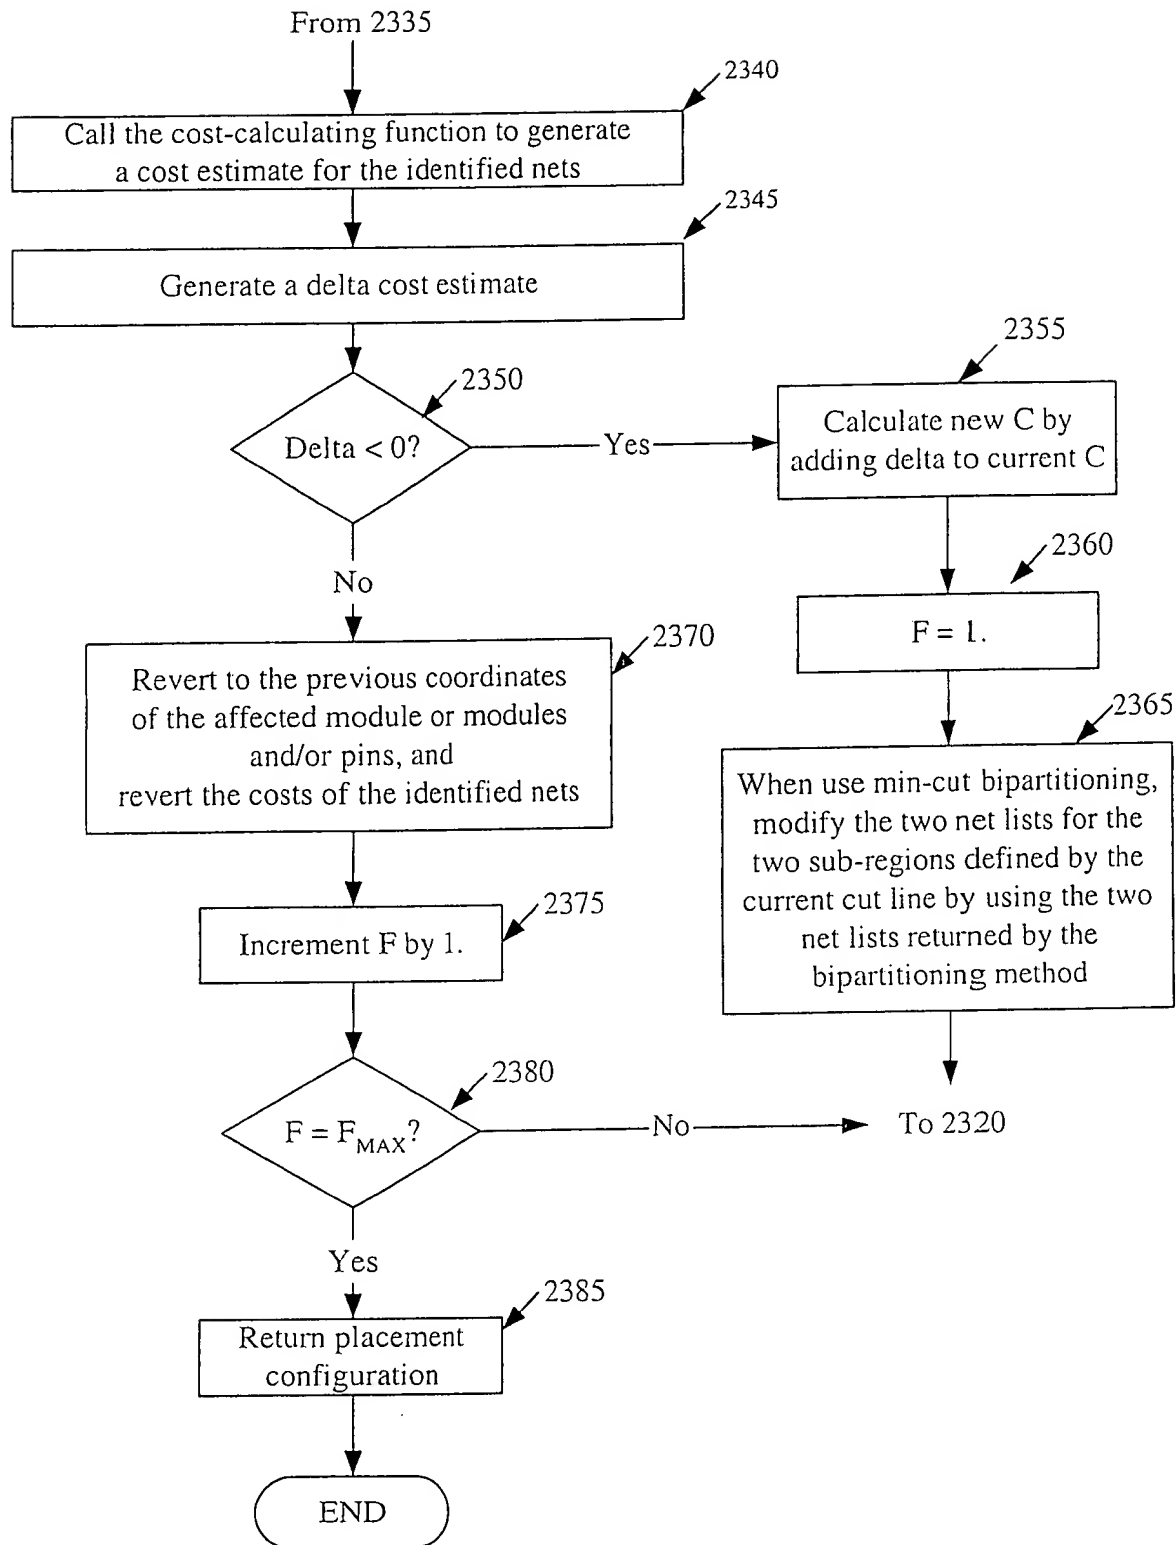 From 2335
2340
Call the cost-calculating function to generate
a cost estimate for the identified nets
2345
Generate a delta cost estimate
2350
Delta < 0?
Yes
2355
Calculate new C by
adding delta to current C
No
2360
F = 1.
2370
Revert to the previous coordinates
of the affected module or modules
and/or pins, and
revert the costs of the identified nets
2365
When use min-cut bipartitioning,
modify the two net lists for the
two sub-regions defined by the
current cut line by using the two
net lists returned by the
bipartitioning method
2375
Increment F by 1.
2380
F = FMAX?
No
To 2320
Yes
2385
Return placement
configuration
END